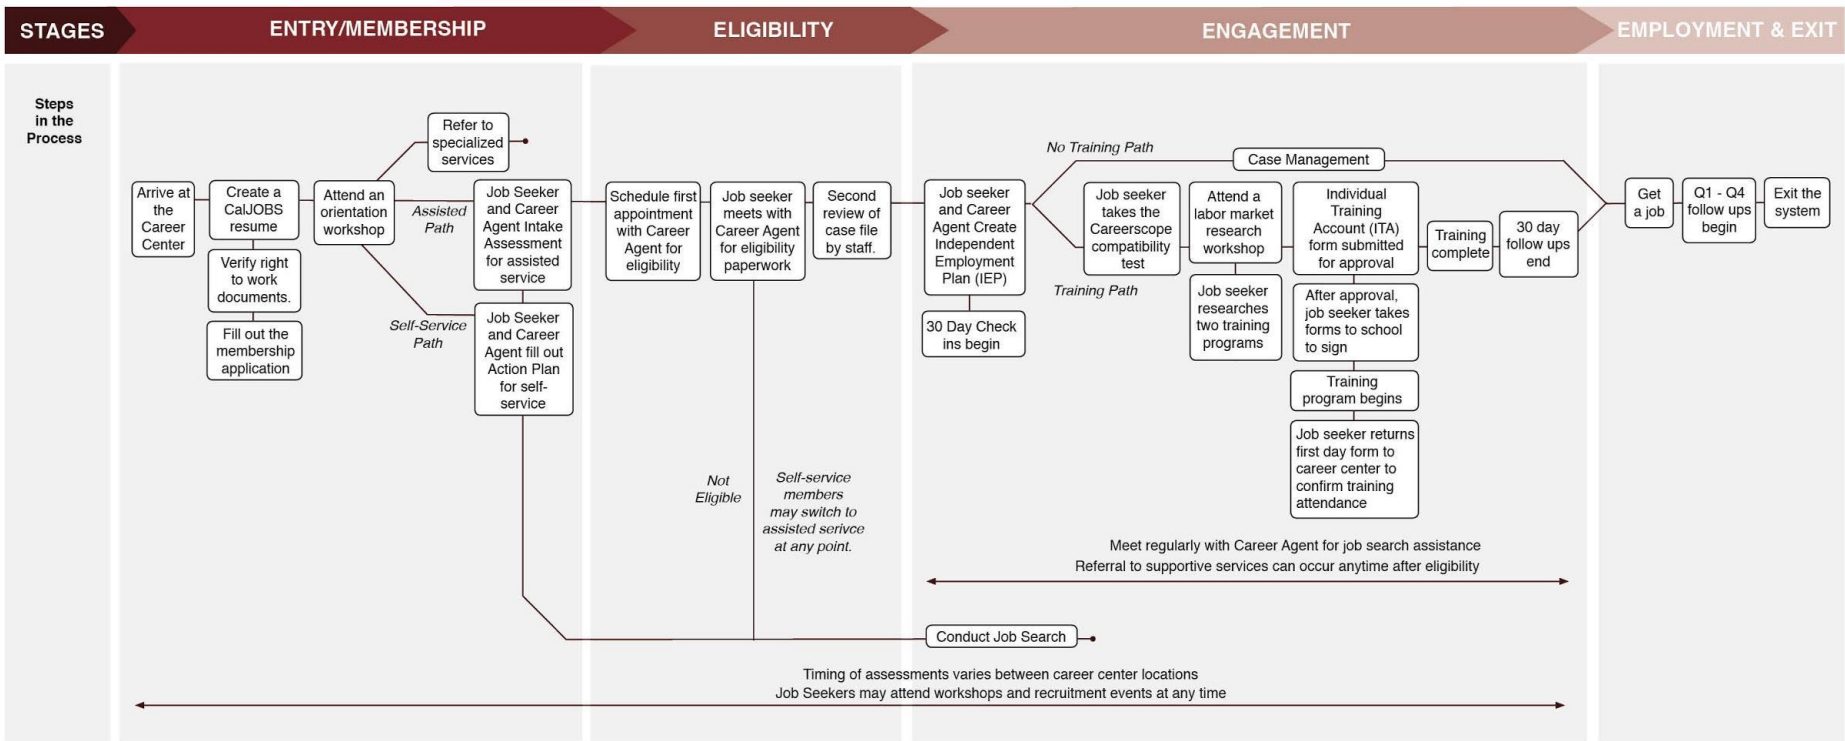 STAGES
ENTRY/MEMBERSHIP
ELIGIBILITY
ENGAGEMENT
EMPLOYMENT & EXIT
Steps
in the
Process
Arrive at
the
Career
Center
Create a
CalJOBS
resume
Verify right
to work
documents.
Fill out the
membership
application
Attend an
orientation
workshop
Refer to
specialized
services
Assisted
Path
Self-Service
Path
Job Seeker
and Career
Agent Intake
Assessment
for assisted
service
Job Seeker
and Career
Agent fill out
Action Plan
for self-
service
Schedule first
appointment
with Career
Agent for
eligibility
Job seeker
meets with
Career Agent
for eligibility
paperwork
Second
review of
case file
by staff.
Not
Eligible
Self-service
members
may switch to
assisted serivce
at any point.
Job seeker
and Career
Agent Create
Independent
Employment
Plan (IEP)
30 Day Check
ins begin
No Training Path
Case Management
Training Path
Job seeker
takes the
Careerscope
compatibility
test
Attend a
labor market
research
workshop
Job seeker
researches
two training
programs
Individual
Training
Account (ITA)
form submitted
for approval
After approval,
job seeker takes
forms to school
to sign
Training
program begins
Job seeker returns
first day form to
career center to
confirm training
attendance
Training
complete
30 day
follow ups
end
Get
a job
Q1 - Q4
follow ups
begin
Exit the
system
Meet regularly with Career Agent for job search assistance
Referral to supportive services can occur anytime after eligibility
Conduct Job Search
Timing of assessments varies between career center locations
Job Seekers may attend workshops and recruitment events at any time